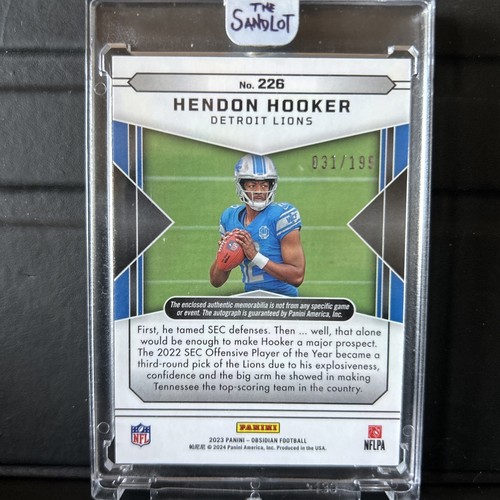 THE
SANDLOT
No. 226
HENDON HOOKER
DETROIT LIONS
031/199
The enclosed authentic memorabilia is not from any specific game
or event. The autograph is guaranteed by Panini America, Inc.
First, he tamed SEC defenses. Then ... well, that alone
would be enough to make Hooker a major prospect.
The 2022 SEC Offensive Player of the Year became a
third-round pick of the Lions due to his explosiveness,
confidence and the big arm he showed in making
Tennessee the top-scoring team in the country.
NFL
PANINI
NFLPA
2023 PANINI – OBSIDIAN FOOTBALL
© 2024 Panini America, Inc. Produced in the USA.